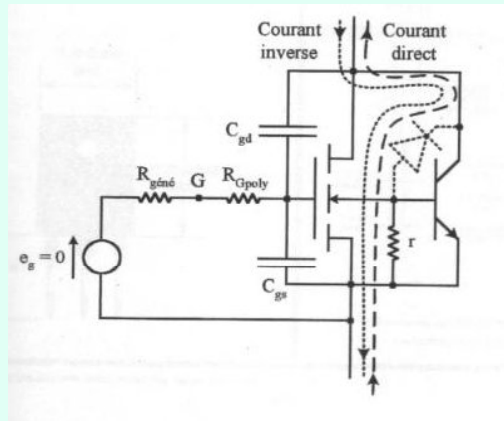 Courant
inverse
Courant
direct
C_gd
R_géné
G
R_Gpoly
e_g = 0
r
C_gs